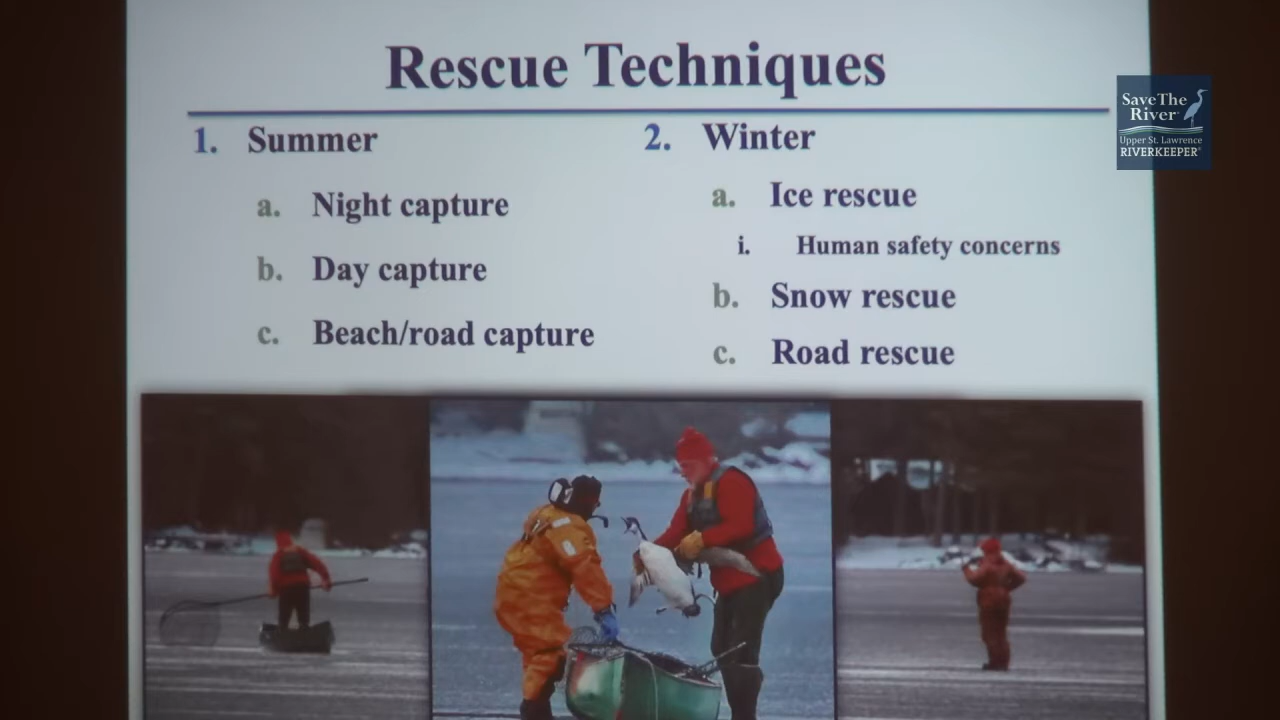 Rescue Techniques
1. Summer
a. Night capture
b. Day capture
c. Beach/road capture
2. Winter
a. Ice rescue
i. Human safety concerns
b. Snow rescue
c. Road rescue
Save The
River
Upper St. Lawrence
RIVERKEEPER®